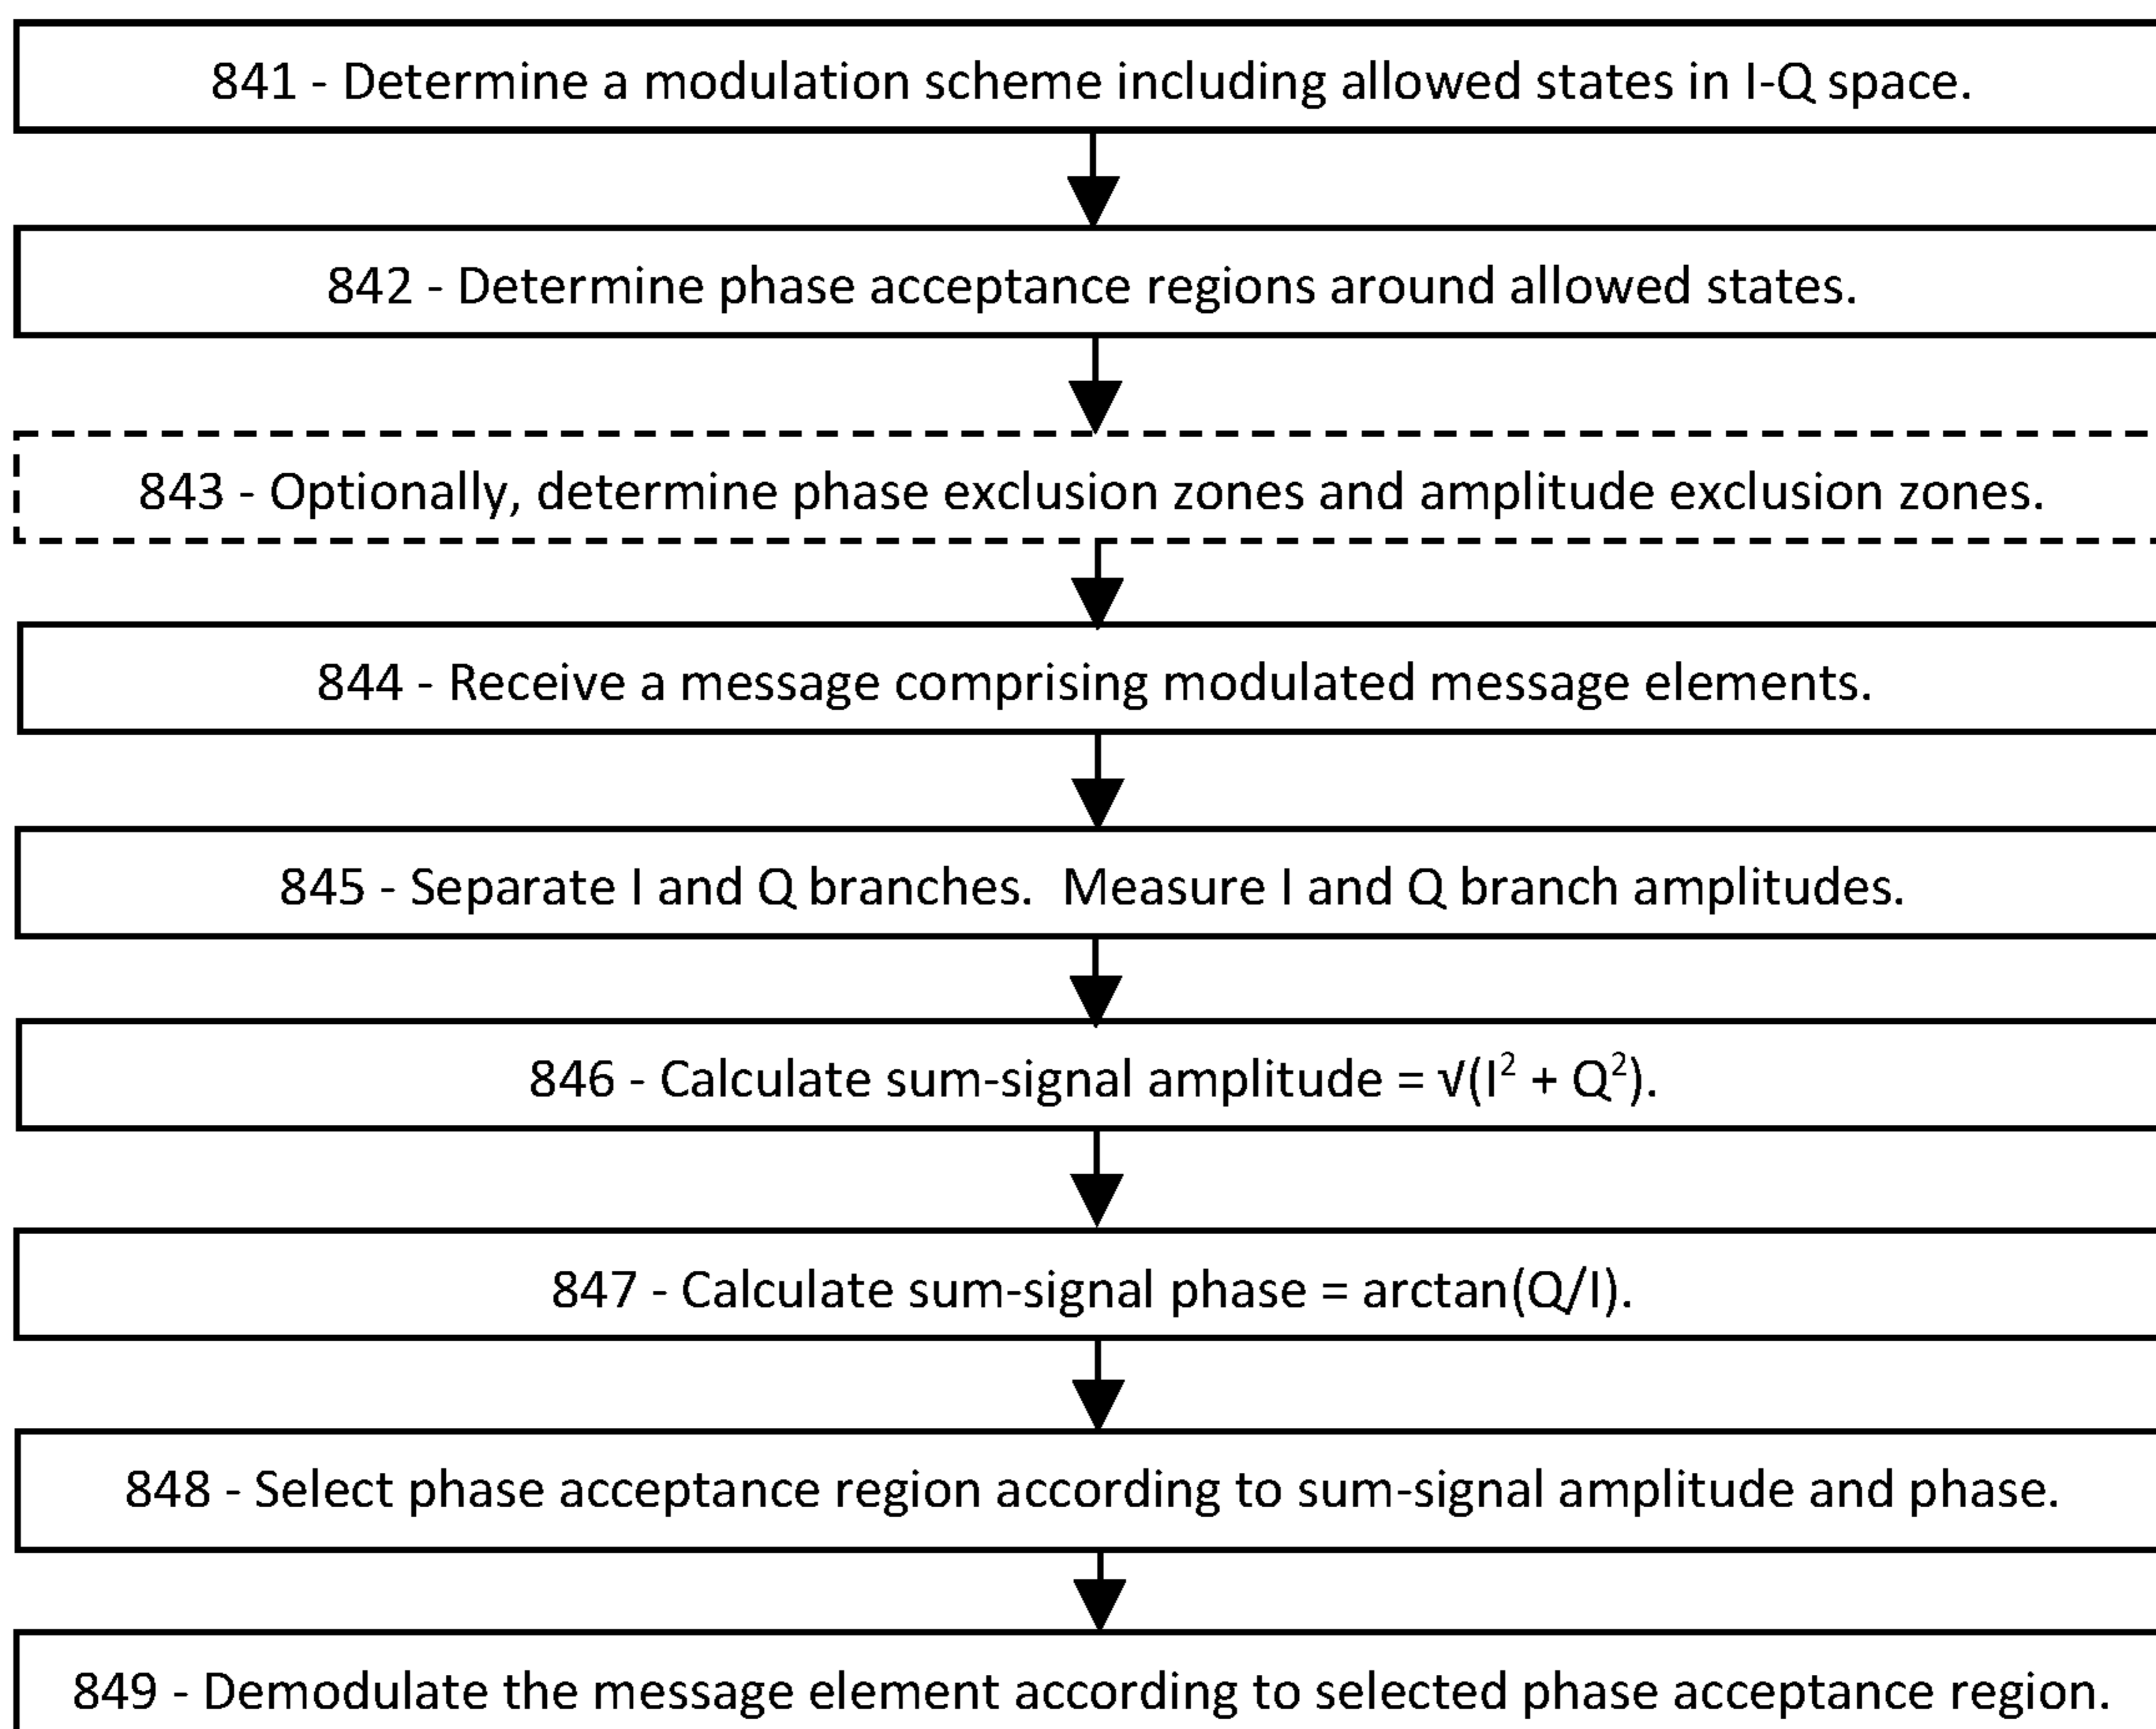 841 - Determine a modulation scheme including allowed states in I-Q space.
842 - Determine phase acceptance regions around allowed states.
843 - Optionally, determine phase exclusion zones and amplitude exclusion zones.
844 - Receive a message comprising modulated message elements.
845 - Separate I and Q branches.  Measure I and Q branch amplitudes.
846 - Calculate sum-signal amplitude = √(I² + Q²).
847 - Calculate sum-signal phase = arctan(Q/I).
848 - Select phase acceptance region according to sum-signal amplitude and phase.
849 - Demodulate the message element according to selected phase acceptance region.